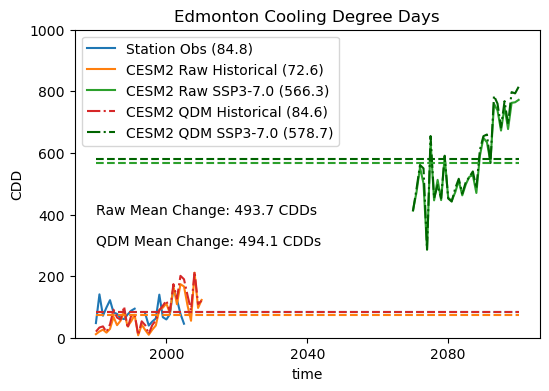 Edmonton Cooling Degree Days
1000
800
600
400
200
0
CDD
Station Obs (84.8)
CESM2 Raw Historical (72.6)
CESM2 Raw SSP3-7.0 (566.3)
CESM2 QDM Historical (84.6)
CESM2 QDM SSP3-7.0 (578.7)
Raw Mean Change: 493.7 CDDs
QDM Mean Change: 494.1 CDDs
2000
2040
2080
time